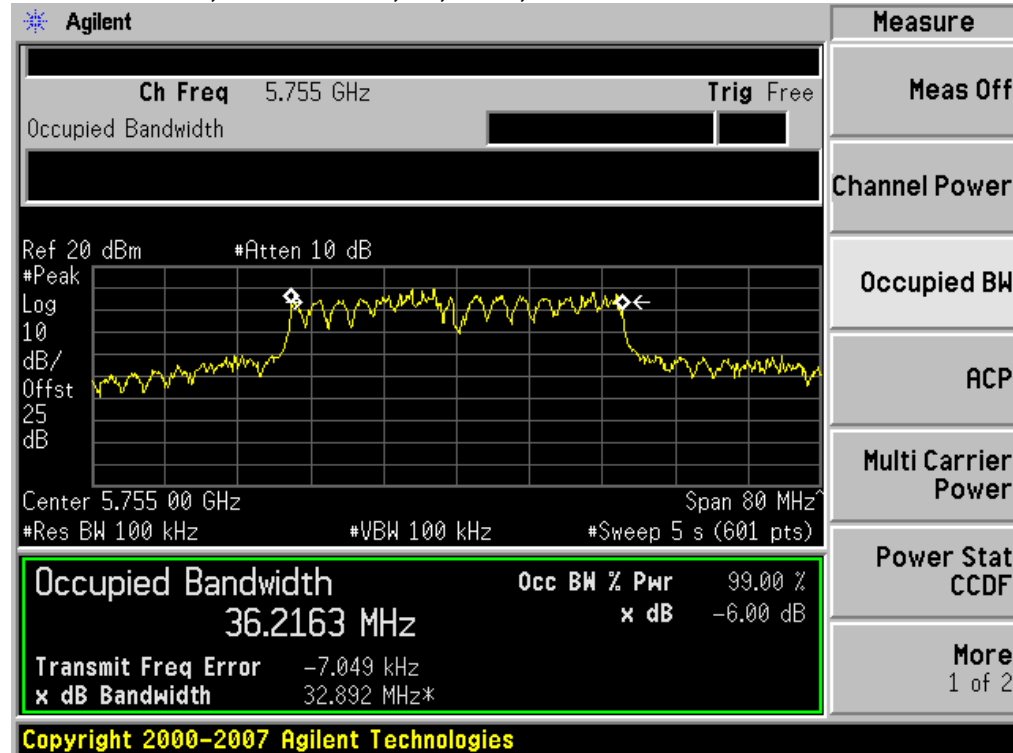 Agilent
Measure
Ch Freq 5.755 GHz Trig Free
Occupied Bandwidth
Meas Off
Channel Power
Occupied BW
ACP
Multi Carrier
Power
Power Stat
CCDF
More
1 of 2
Ref 20 dBm #Atten 10 dB
#Peak
Log
10
dB/
Offst
25
dB
Center 5.755 00 GHz Span 80 MHz^
#Res BW 100 kHz #VBW 100 kHz #Sweep 5 s (601 pts)
Occupied Bandwidth Occ BW % Pwr 99.00 %
36.2163 MHz x dB -6.00 dB
Transmit Freq Error -7.049 kHz
x dB Bandwidth 32.892 MHz*
Copyright 2000-2007 Agilent Technologies